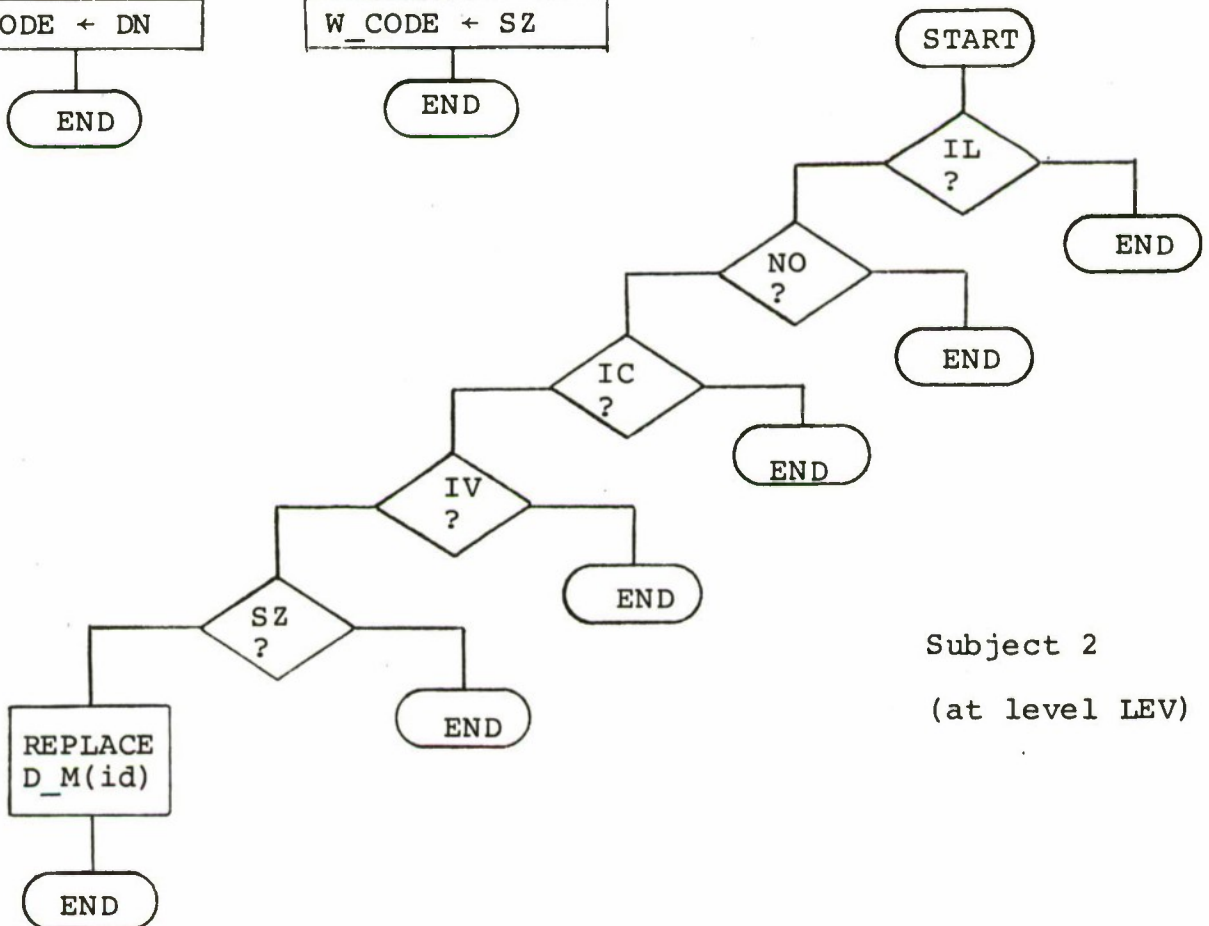 ODE ← DN
W_CODE ← SZ
END
END
START
IL
?
END
NO
?
END
IC
?
END
IV
?
END
SZ
?
END
Subject 2
(at level LEV)
REPLACE
D_M(id)
END